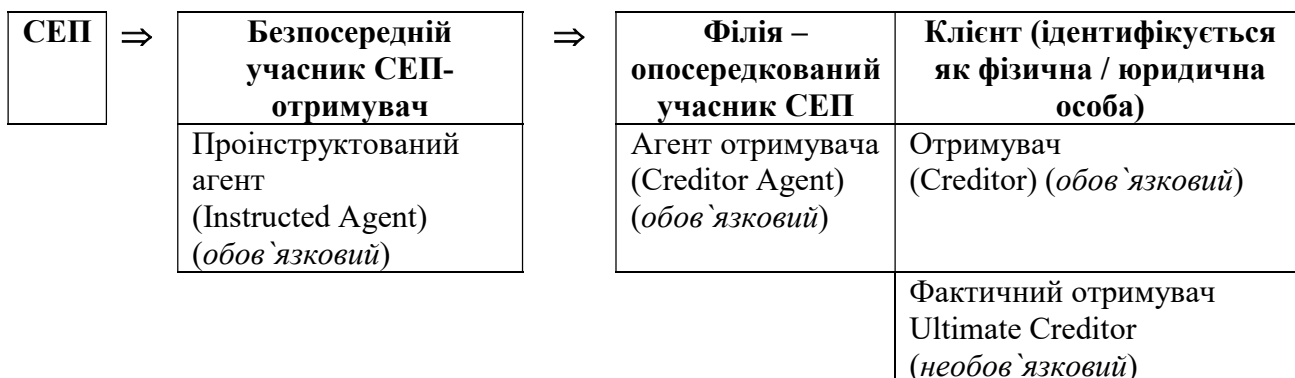 СЕП ⇒ Безпосередній учасник СЕП-отримувач ⇒ Філія – опосередкований учасник СЕП Клієнт (ідентифікується як фізична / юридична особа)
Проінструктований
агент
(Instructed Agent)
(обов`язковий)
Агент отримувача
(Creditor Agent)
(обов`язковий)
Отримувач
(Creditor) (обов`язковий)
Фактичний отримувач
Ultimate Creditor
(необов`язковий)